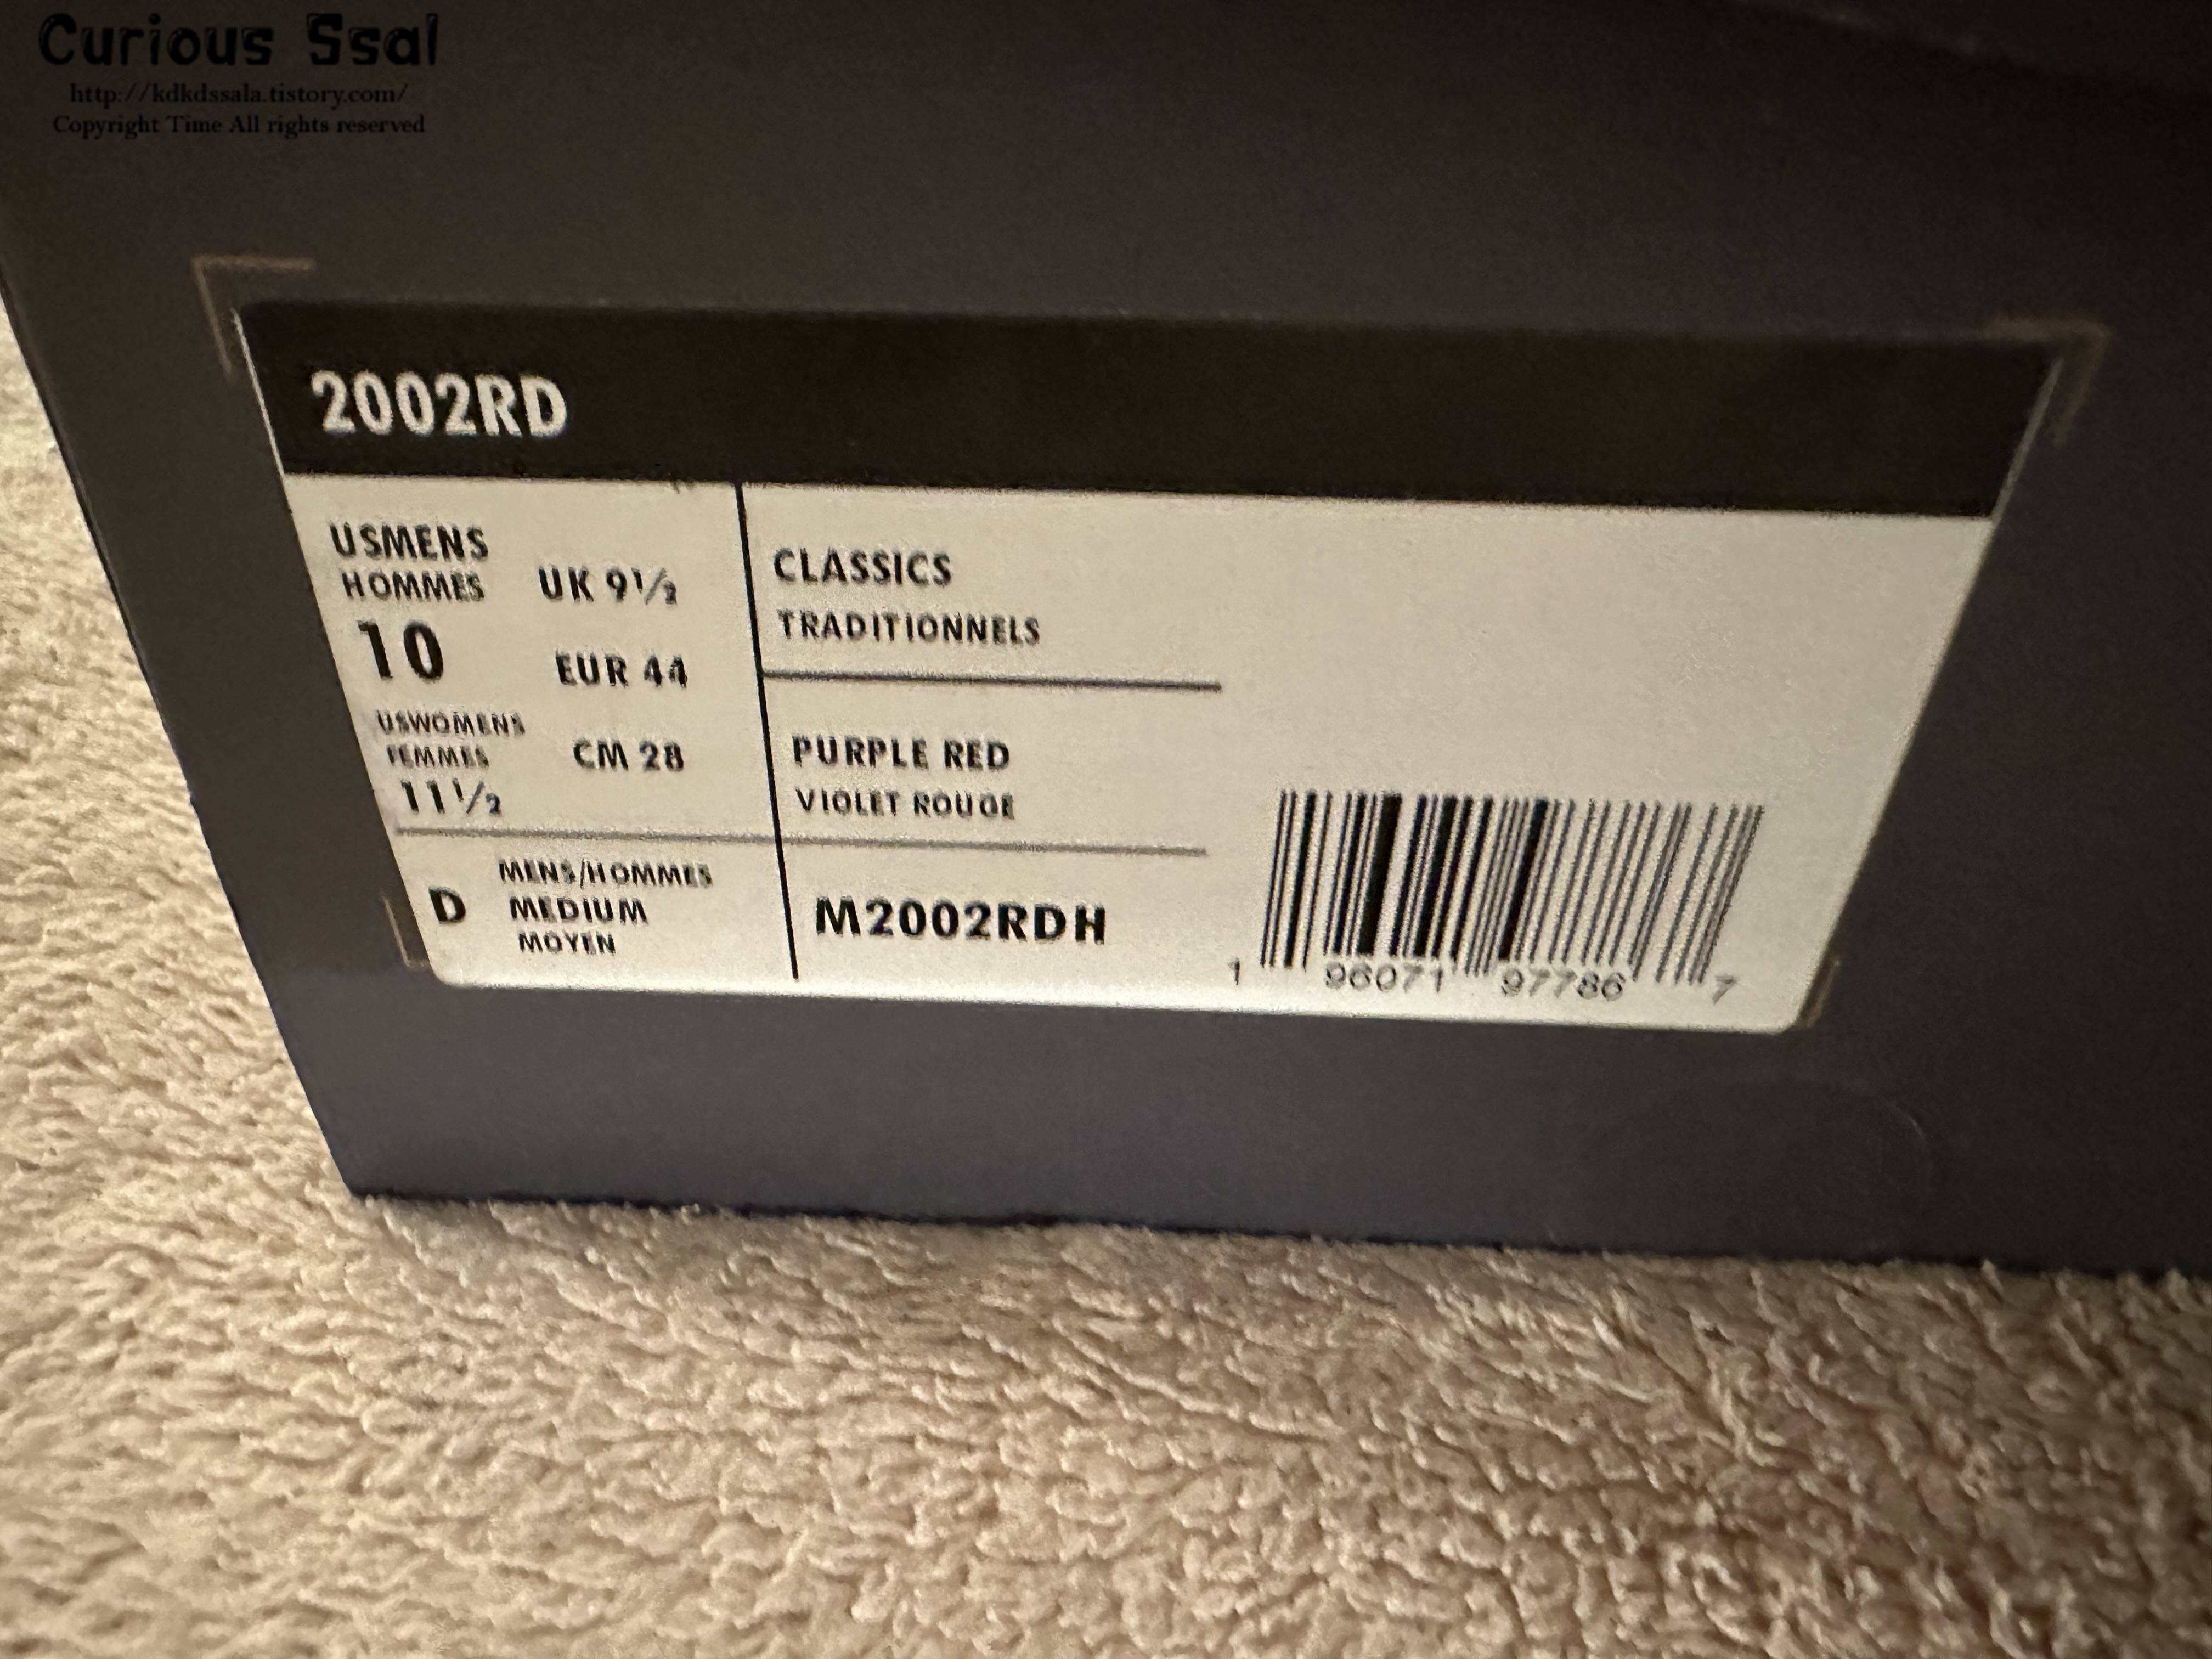 Curious Ssal
http://kdkdssala.tistory.com/
Copyright Time All rights reserved
2002RD
USMENS
HOMMES
10
UK 9½
EUR 44
CM 28
USWOMENS
FEMMES
11½
D
MENS/HOMMES
MEDIUM
MOYEN
CLASSICS
TRADITIONNELS
PURPLE RED
VIOLET ROUGE
M2002RDH
1 96071 97786 7